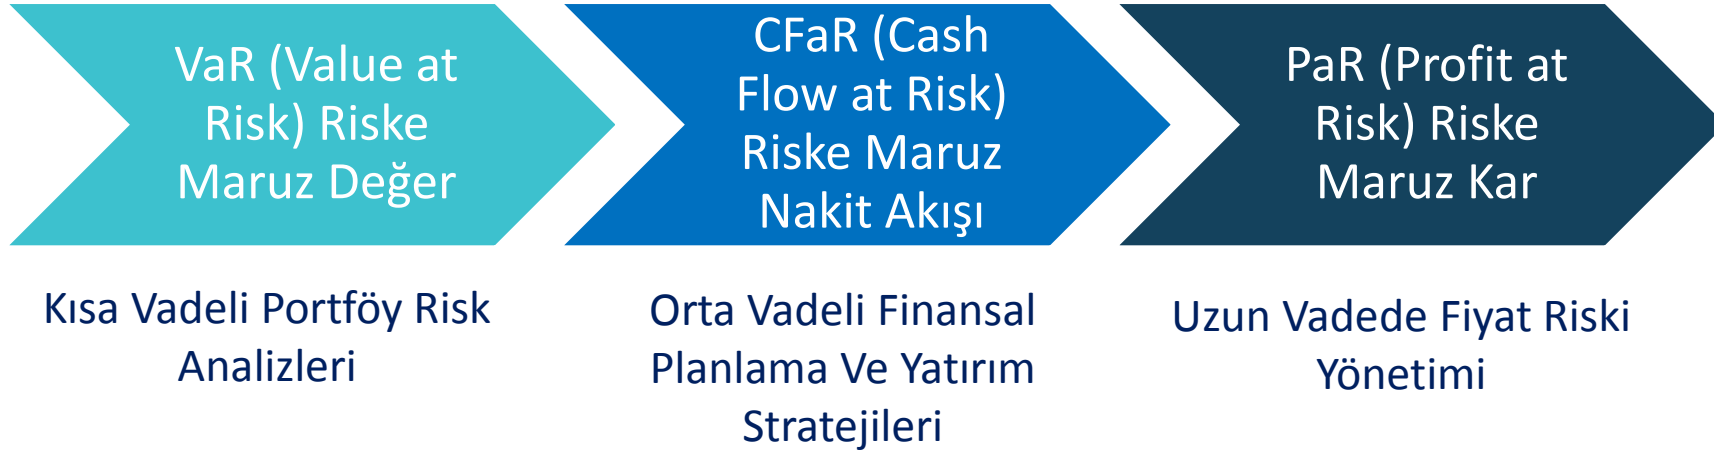 VaR (Value at
Risk) Riske
Maruz Değer
CFaR (Cash
Flow at Risk)
Riske Maruz
Nakit Akışı
PaR (Profit at
Risk) Riske
Maruz Kar
Kısa Vadeli Portföy Risk
Analizleri
Orta Vadeli Finansal
Planlama Ve Yatırım
Stratejileri
Uzun Vadede Fiyat Riski
Yönetimi